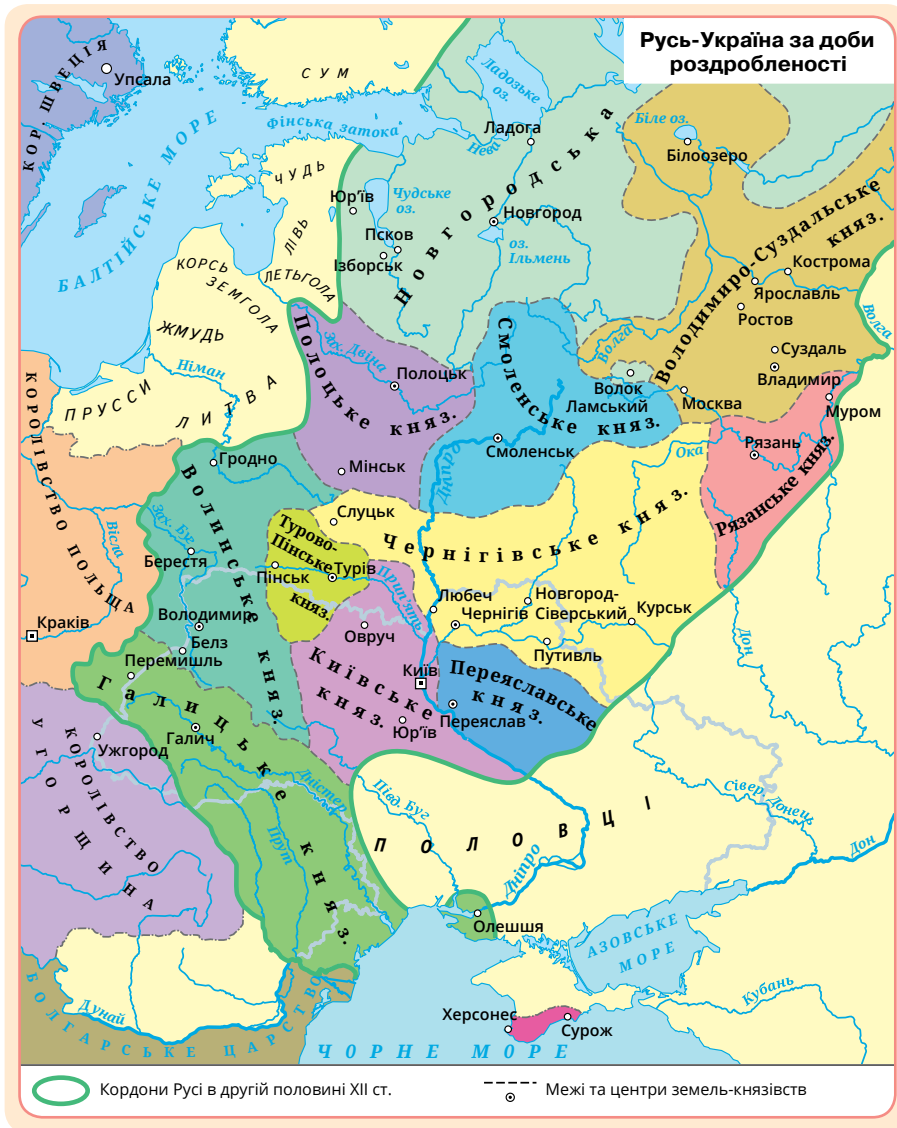 Русь-Україна за доби
роздробленості
КОР. ШВЕЦІЯ
Упсала
СУМ
Ладозьке
оз.
Фінська затока
Нева
Ладога
Біле оз.
Білоозеро
БАЛТІЙСЬКЕ МОРЕ
ЧУДЬ
Юр’їв
Чудське
оз.
Новгородська
Новгород
оз.
Ільмень
Псков
Ізборськ
ЛІВЬ
ЛЕТЬГОЛА
КОРСЬ
ЗЕМГОЛА
ЖМУДЬ
Німан
ПРУССИ
ЛИТВА
Володимиро-Суздальське
княз.
Кострома
Ярославль
Ростов
Суздаль
Владимир
Волга
Волга
Волок
Ламський
Москва
Муром
Полоцьке княз.
Зах. Двіна
Полоцьк
Мінськ
Смоленське княз.
Смоленськ
Дніпро
Ока
Рязань
Рязанське княз.
КОРОЛІВСТВО ПОЛЬЩА
Вісла
Краків
Гродно
Волинське княз.
Зах. Буг
Берестя
Володимир
Белз
Перемишль
Слуцьк
Турово-
Пінське
княз.
Пінськ
Турів
Прип’ять
Чернігівське княз.
Любеч
Чернігів
Новгород-
Сіверський
Курськ
Путивль
Овруч
Київське
княз.
Київ
Юр’їв
Переяславське
княз.
Переяслав
Дон
Галицьке княз.
Галич
Ужгород
КОРОЛІВСТВО
УГОРЩИНА
Дністер
Прут
Півд. Буг
ПОЛОВЦІ
Дніпро
Сівер. Донець
Дон
Олешшя
АЗОВСЬКЕ
МОРЕ
Кубань
Херсонес
Сурож
Дунай
БОЛГАРСЬКЕ ЦАРСТВО
ЧОРНЕ МОРЕ
Кордони Русі в другій половині XII ст.
Межі та центри земель-князівств